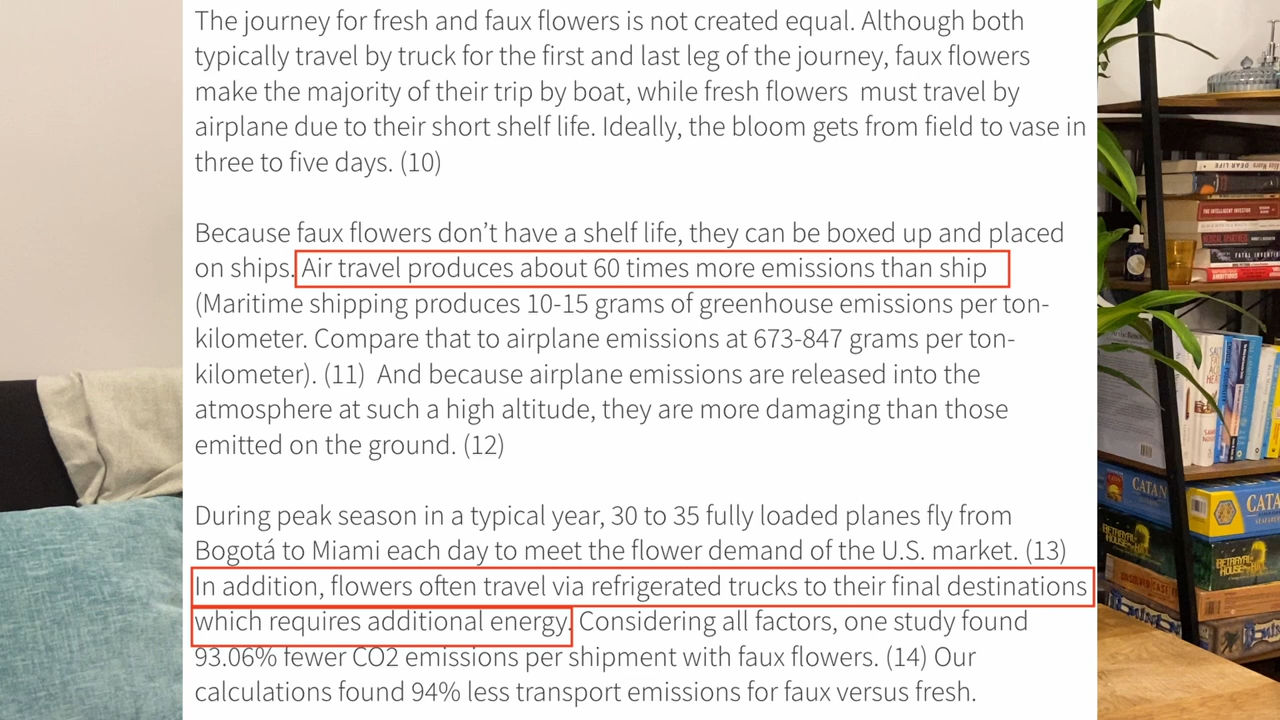 The journey for fresh and faux flowers is not created equal. Although both
typically travel by truck for the first and last leg of the journey, faux flowers
make the majority of their trip by boat, while fresh flowers must travel by
airplane due to their short shelf life. Ideally, the bloom gets from field to vase in
three to five days. (10)
Because faux flowers don’t have a shelf life, they can be boxed up and placed
on ships. Air travel produces about 60 times more emissions than ship
(Maritime shipping produces 10-15 grams of greenhouse emissions per ton-
kilometer. Compare that to airplane emissions at 673-847 grams per ton-
kilometer). (11) And because airplane emissions are released into the
atmosphere at such a high altitude, they are more damaging than those
emitted on the ground. (12)
During peak season in a typical year, 30 to 35 fully loaded planes fly from
Bogotá to Miami each day to meet the flower demand of the U.S. market. (13)
In addition, flowers often travel via refrigerated trucks to their final destinations
which requires additional energy. Considering all factors, one study found
93.06% fewer CO2 emissions per shipment with faux flowers. (14) Our
calculations found 94% less transport emissions for faux versus fresh.
DEAR LIFE
THE INTELLIGENT INVESTOR
MEDICAL APARTHEID
CATAN
CATA
BETRAYAL